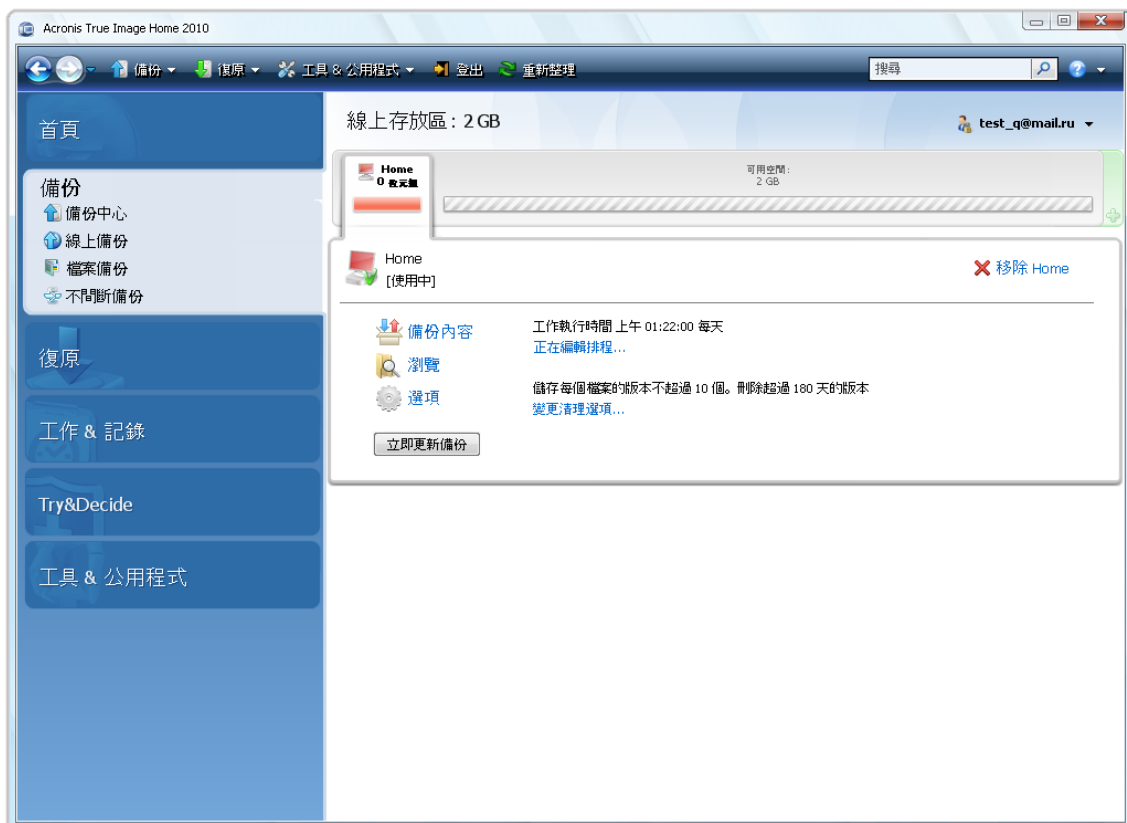 Acronis True Image Home 2010
備份 復原 工具 & 公用程式 登出 重新整理 搜尋
首頁
備份
備份中心
線上備份
檔案備份
不間斷備份
復原
工作 & 記錄
Try&Decide
工具 & 公用程式
線上存放區: 2 GB
test_q@mail.ru
Home
0 位元組
可用空間:
2 GB
Home
[使用中]
移除 Home
備份內容
瀏覽
選項
工作執行時間 上午 01:22:00 每天
正在編輯排程...
儲存每個檔案的版本不超過 10 個。刪除超過 180 天的版本
變更清理選項...
立即更新備份